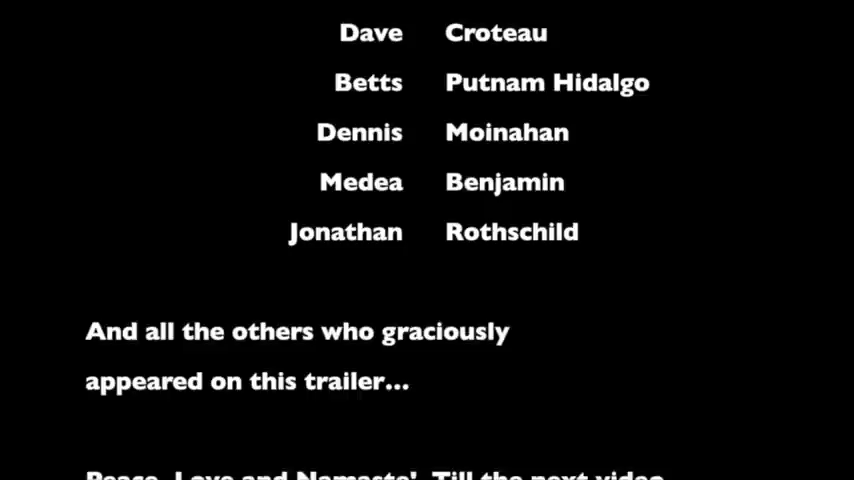 Dave Croteau
Betts Putnam Hidalgo
Dennis Moinahan
Medea Benjamin
Jonathan Rothschild
And all the others who graciously
appeared on this trailer...
Peace, Love and Namaste'. Till the next video